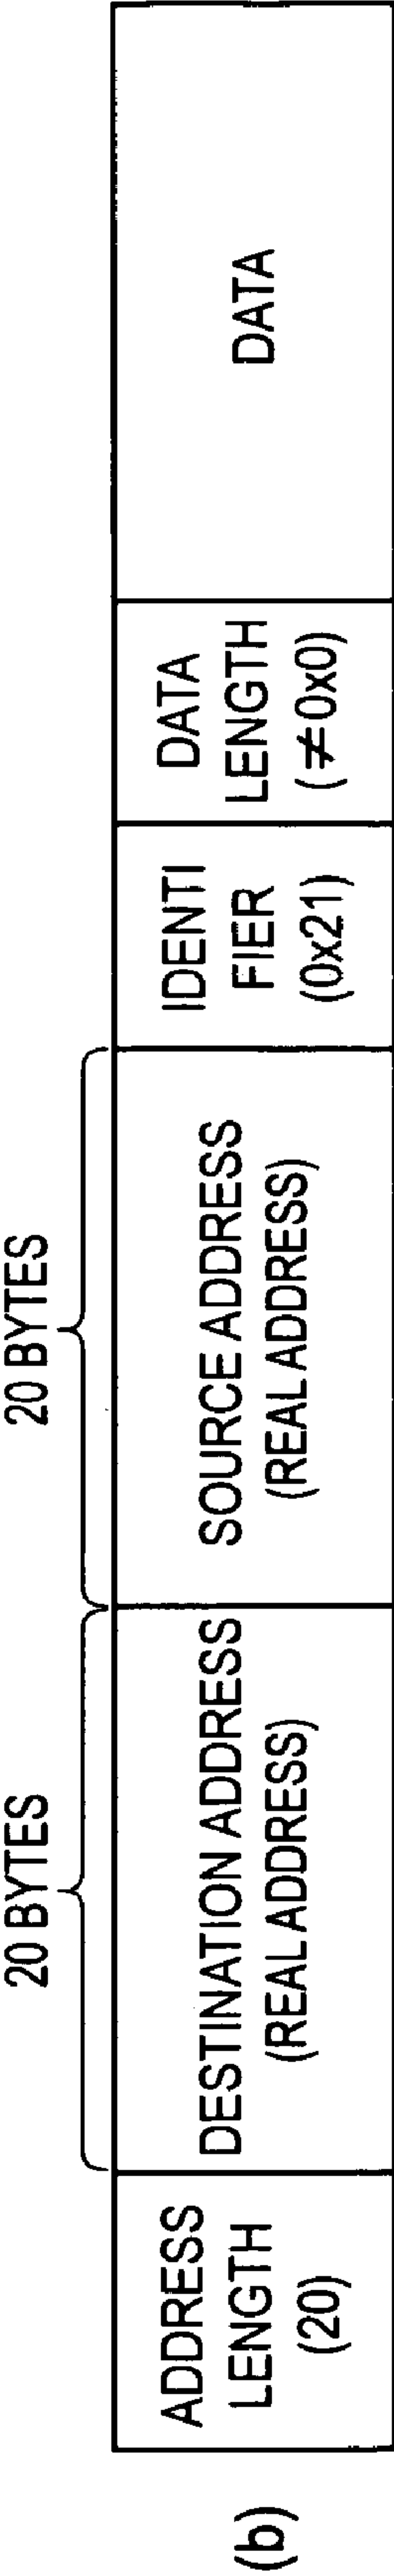 20 BYTES
20 BYTES
(b)
ADDRESS
LENGTH
(20)
DESTINATION ADDRESS
(REAL ADDRESS)
SOURCE ADDRESS
(REAL ADDRESS)
IDENTI
FIER
(0x21)
DATA
LENGTH
(≠0x0)
DATA